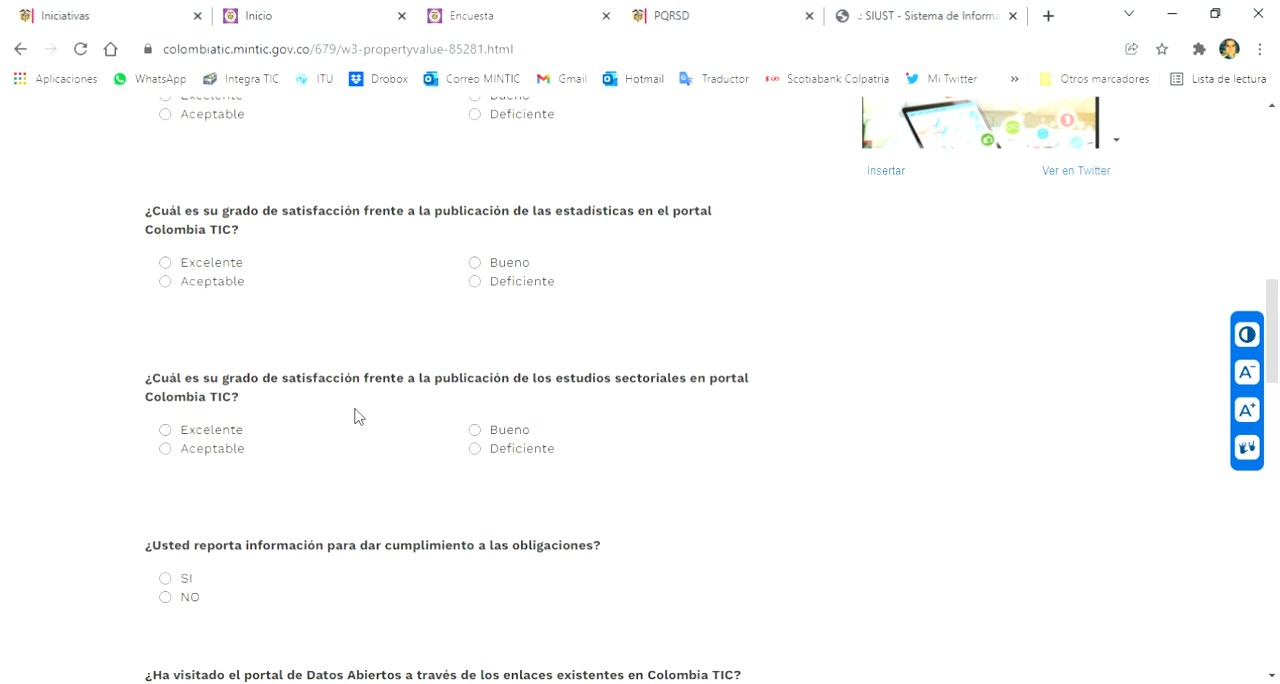 Iniciativas
Inicio
Encuesta
PQRSD
.: SIUST - Sistema de Informa
colombiatic.mintic.gov.co/679/w3-propertyvalue-85281.html
Aplicaciones WhatsApp Integra TIC ITU Drobox Correo MINTIC Gmail Hotmail Traductor Scotiabank Colpatria Mi Twitter » Otros marcadores Lista de lectura
Excelente Bueno
Aceptable Deficiente
Insertar Ver en Twitter
¿Cuál es su grado de satisfacción frente a la publicación de las estadísticas en el portal
Colombia TIC?
Excelente Bueno
Aceptable Deficiente
¿Cuál es su grado de satisfacción frente a la publicación de los estudios sectoriales en portal
Colombia TIC?
Excelente Bueno
Aceptable Deficiente
¿Usted reporta información para dar cumplimiento a las obligaciones?
SI
NO
¿Ha visitado el portal de Datos Abiertos a través de los enlaces existentes en Colombia TIC?
A-
A+